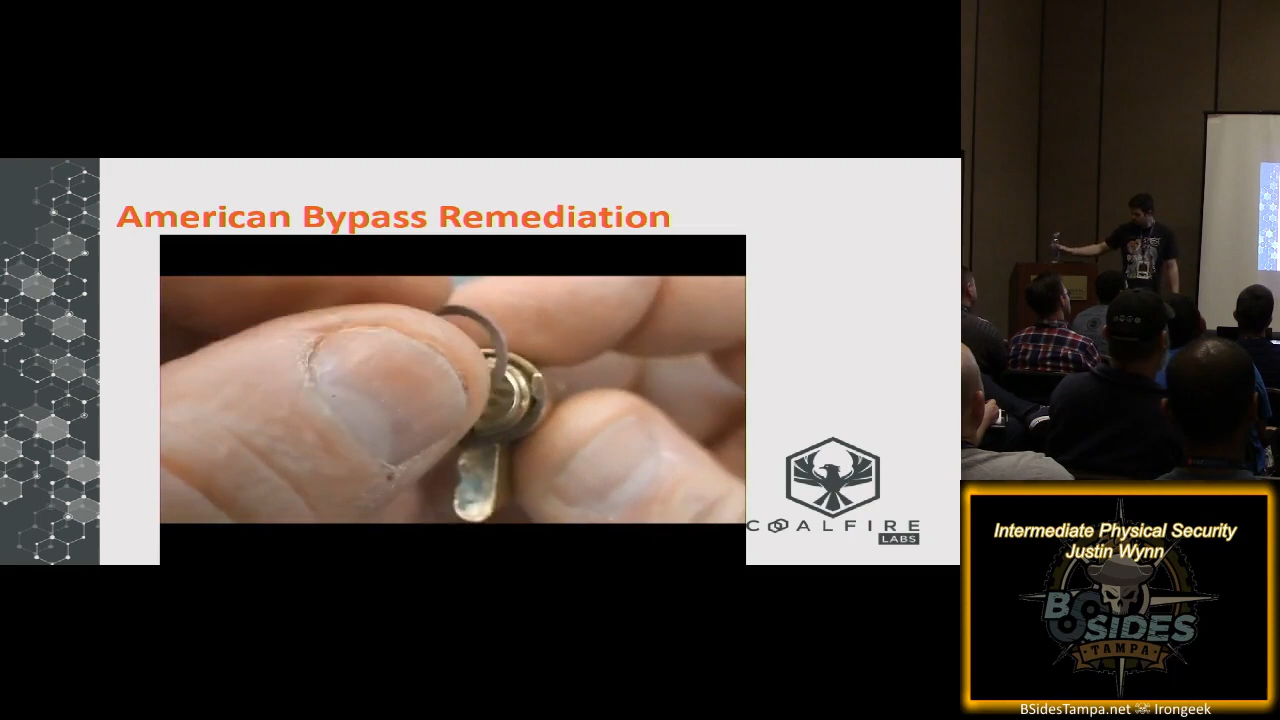 American Bypass Remediation
COALFIRE
LABS
Intermediate Physical Security
Justin Wynn
BSIDES
TAMPA
BSidesTampa.net Irongeek